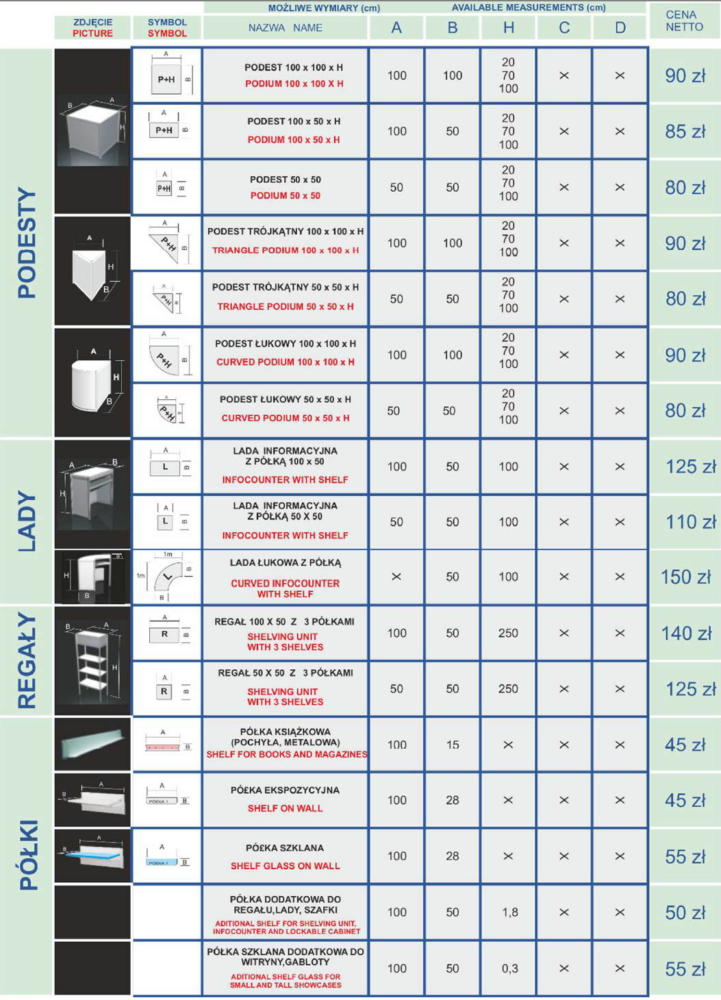 MOŻLIWE WYMIARY (cm) AVAILABLE MEASUREMENTS (cm)
ZDJĘCIE PICTURE
SYMBOL SYMBOL
NAZWA NAME A B H C D
CENA NETTO
PODESTY
A B H
A B P+H
PODEST 100 x 100 x H
PODIUM 100 x 100 X H
100 100 20 70 100 X X 90 zł
A B P+H
PODEST 100 x 50 x H
PODIUM 100 x 50 x H
100 50 20 70 100 X X 85 zł
A B P+H
PODEST 50 x 50
PODIUM 50 x 50
50 50 20 70 100 X X 80 zł
A H B
A B P+H
PODEST TRÓJKĄTNY 100 x 100 x H
TRIANGLE PODIUM 100 x 100 x H
100 100 20 70 100 X X 90 zł
A B P+H
PODEST TRÓJKĄTNY 50 x 50 x H
TRIANGLE PODIUM 50 x 50 x H
50 50 20 70 100 X X 80 zł
A H B
A B P+H
PODEST ŁUKOWY 100 x 100 x H
CURVED PODIUM 100 x 100 x H
100 100 20 70 100 X X 90 zł
A B P+H
PODEST ŁUKOWY 50 x 50 x H
CURVED PODIUM 50 x 50 x H
50 50 20 70 100 X X 80 zł
LADY
A B H
A B L
LADA INFORMACYJNA
Z PÓŁKĄ 100 x 50
INFOCOUNTER WITH SHELF
100 50 100 X X 125 zł
A B L
LADA INFORMACYJNA
Z PÓŁKĄ 50 X 50
INFOCOUNTER WITH SHELF
50 50 100 X X 110 zł
B H B
1m 1m L B B
LADA ŁUKOWA Z PÓŁKĄ
CURVED INFOCOUNTER
WITH SHELF
X 50 100 X X 150 zł
REGAŁY
B A H
A B R
REGAŁ 100 X 50 Z 3 PÓŁKAMI
SHELVING UNIT
WITH 3 SHELVES
100 50 250 X X 140 zł
A B R
REGAŁ 50 X 50 Z 3 PÓŁKAMI
SHELVING UNIT
WITH 3 SHELVES
50 50 250 X X 125 zł
PÓŁKI
A B
PÓŁKA KSIĄŻKOWA
(POCHYŁA, METALOWA)
SHELF FOR BOOKS AND MAGAZINES
100 15 X X X 45 zł
A B
A B PÓŁKA 1
PÓ£KA EKSPOZYCYJNA
SHELF ON WALL
100 28 X X X 45 zł
A B
A B PÓŁKA 1
PÓ£KA SZKLANA
SHELF GLASS ON WALL
100 28 X X X 55 zł
PÓŁKA DODATKOWA DO
REGAŁU,LADY, SZAFKI
ADITIONAL SHELF FOR SHELVING UNIT,
INFOCOUNTER AND LOCKABLE CABINET
100 50 1,8 X X 50 zł
PÓŁKA SZKLANA DODATKOWA DO
WITRYNY,GABLOTY
ADITIONAL SHELF GLASS FOR
SMALL AND TALL SHOWCASES
100 50 0,3 X X 55 zł